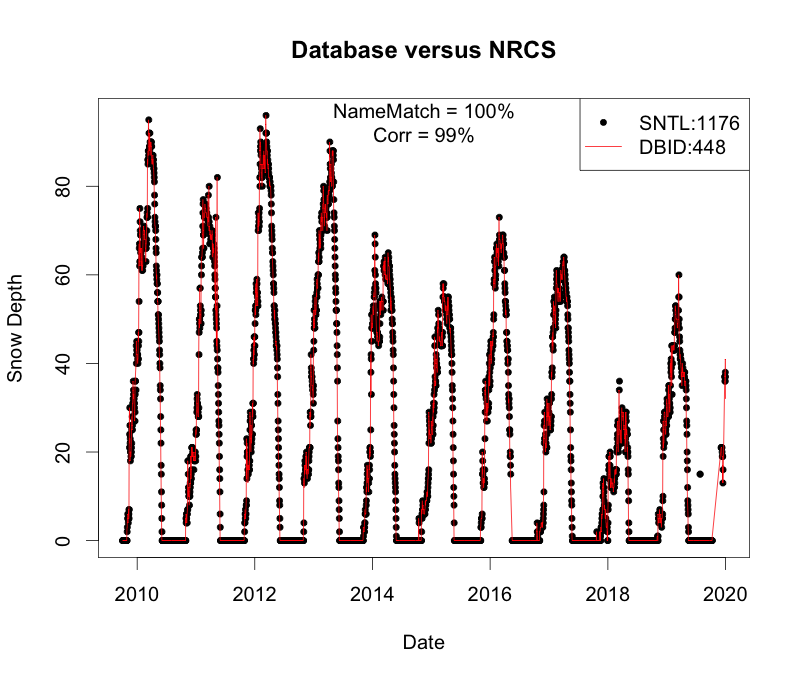 Database versus NRCS
NameMatch = 100%
Corr = 99%
SNTL:1176
DBID:448
Snow Depth
80
60
40
20
0
2010 2012 2014 2016 2018 2020
Date